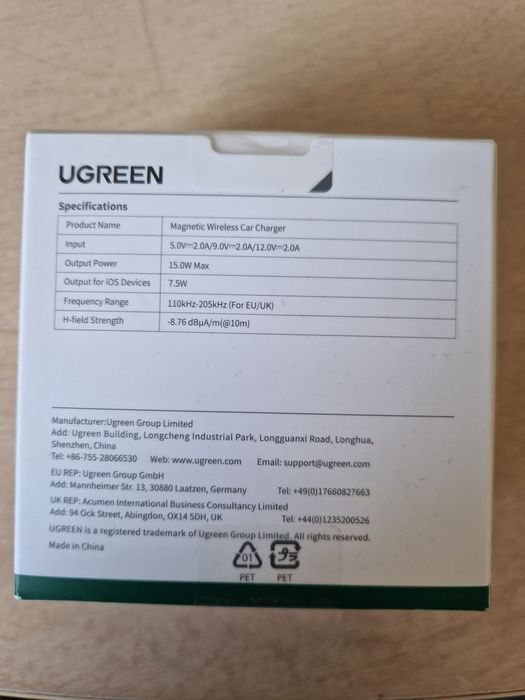 UGREEN
Specifications
Product Name Magnetic Wireless Car Charger
Input 5.0V⎓2.0A/9.0V⎓2.0A/12.0V⎓2.0A
Output Power 15.0W Max
Output for iOS Devices 7.5W
Frequency Range 110kHz-205kHz (For EU/UK)
H-field Strength -8.76 dBμA/m(@10m)
Manufacturer:Ugreen Group Limited
Add: Ugreen Building, Longcheng Industrial Park, Longguanxi Road, Longhua,
Shenzhen, China
Tel: +86-755-28066530 Web: www.ugreen.com Email: support@ugreen.com
EU REP: Ugreen Group GmbH
Add: Mannheimer Str. 13, 30880 Laatzen, Germany Tel: +49(0)17660827663
UK REP: Acumen International Business Consultancy Limited
Add: 94 Ock Street, Abingdon, OX14 5DH, UK Tel: +44(0)1235200526
UGREEN is a registered trademark of Ugreen Group Limited. All rights reserved.
Made in China
01
PET PET